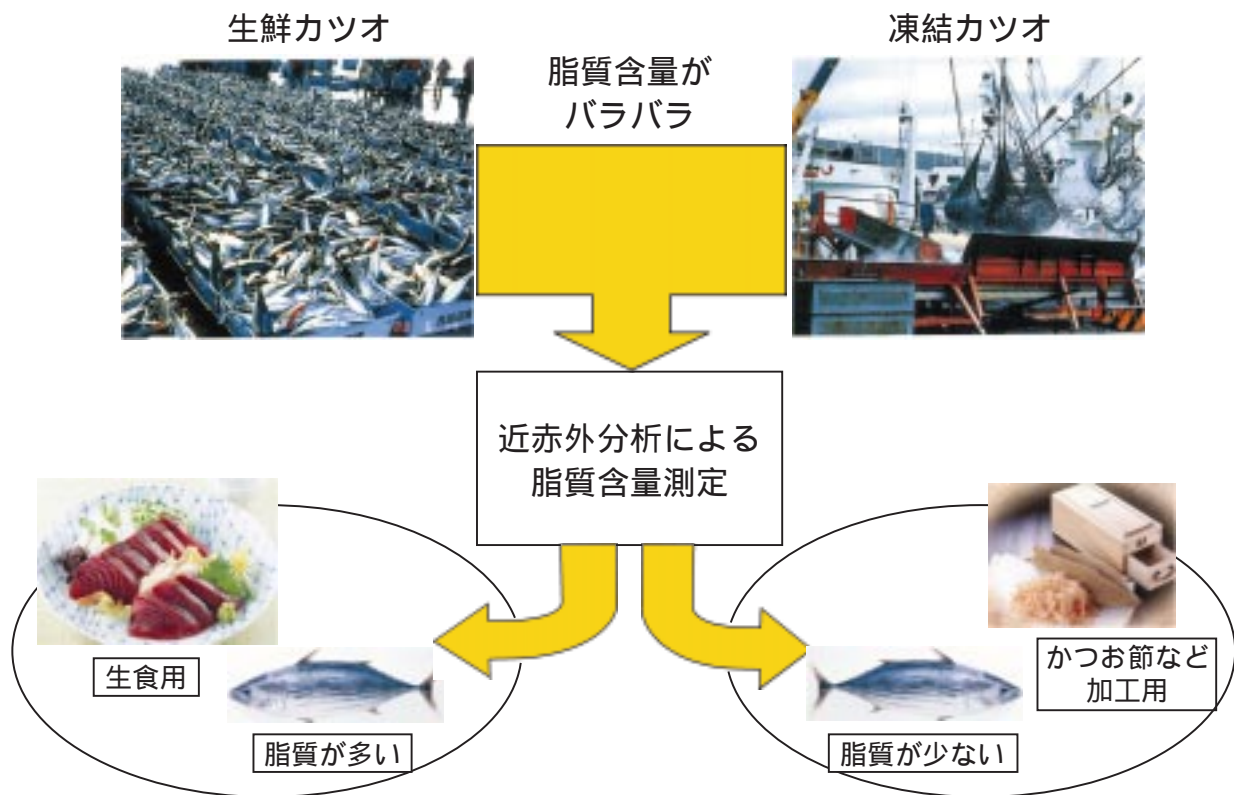 生鮮カツオ
凍結カツオ
脂質含量が
バラバラ
近赤外分析による
脂質含量測定
生食用
脂質が多い
かつお節など
加工用
脂質が少ない